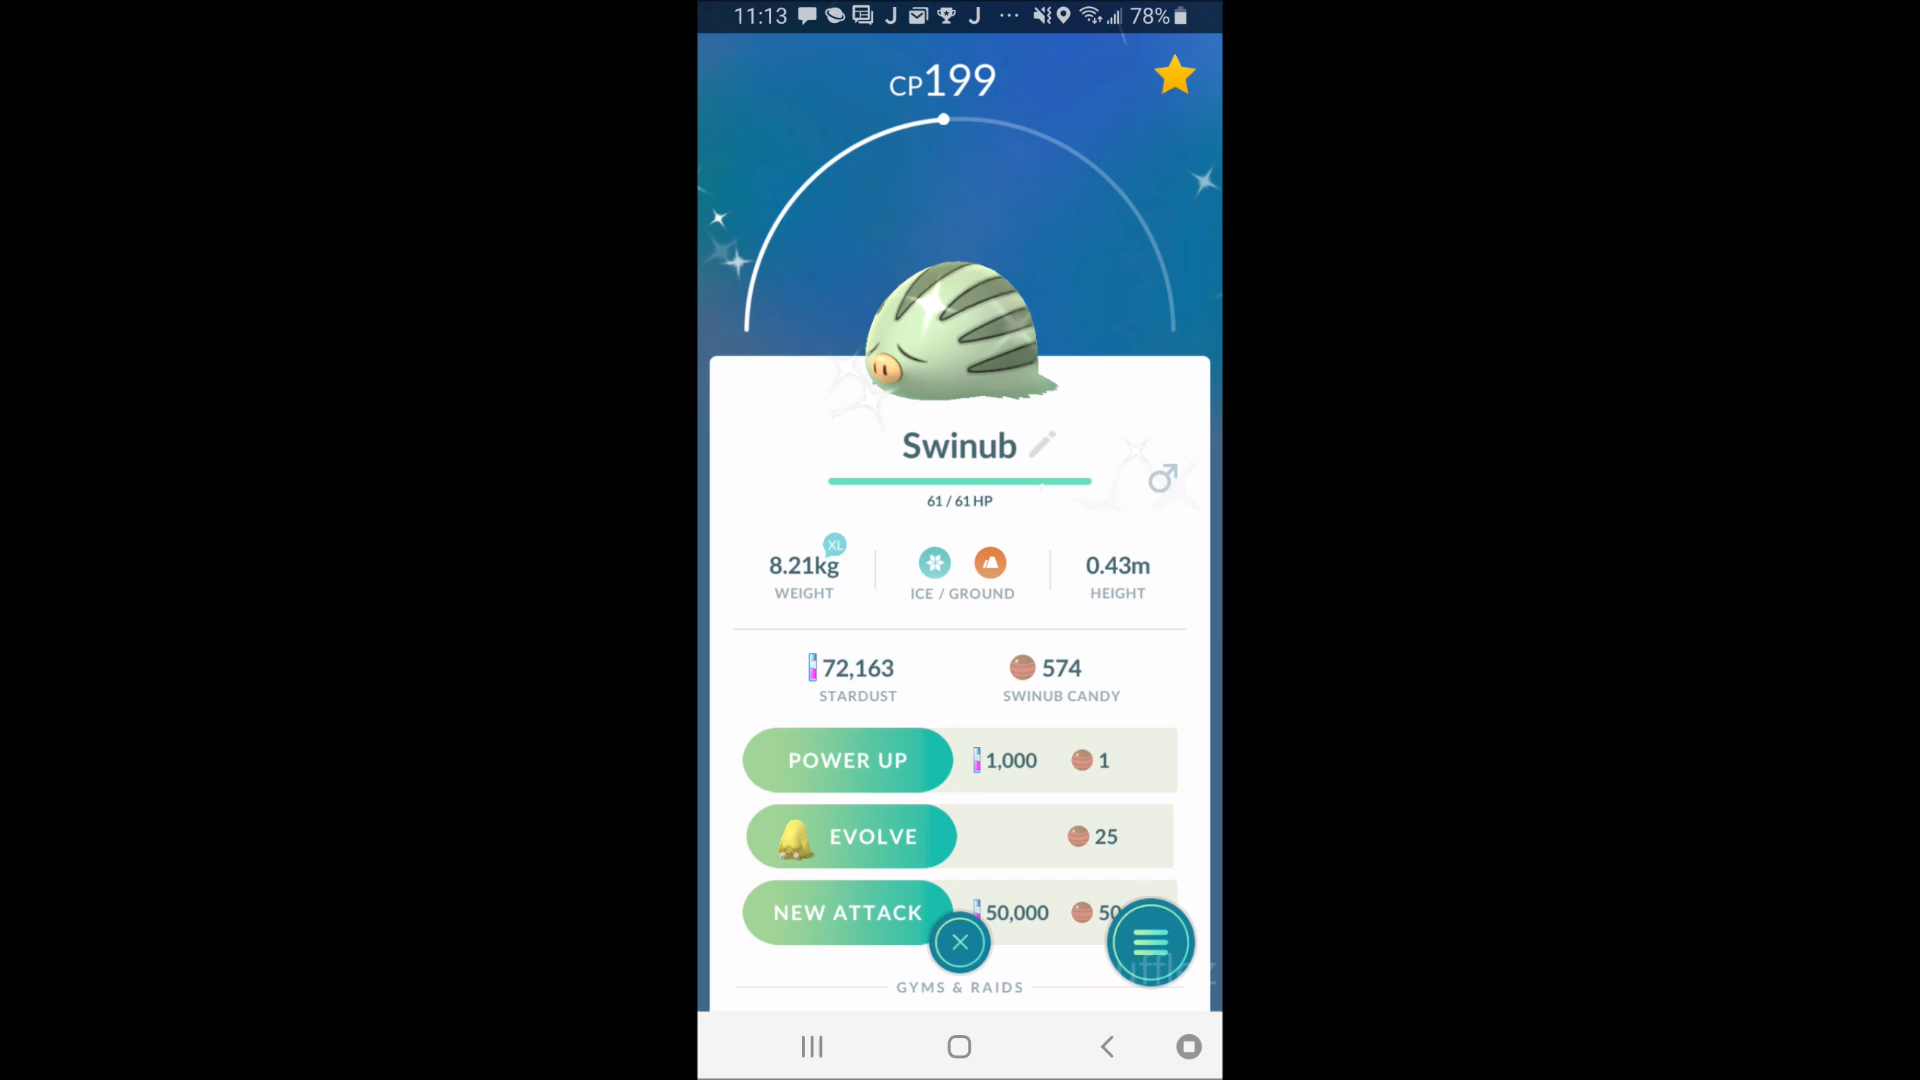 11:13 J J ... 78%
CP199
Swinub
61 / 61 HP
XL
8.21kg
WEIGHT
ICE / GROUND
0.43m
HEIGHT
72,163
STARDUST
574
SWINUB CANDY
POWER UP 1,000 1
EVOLVE 25
NEW ATTACK 50,000 50
GYMS & RAIDS